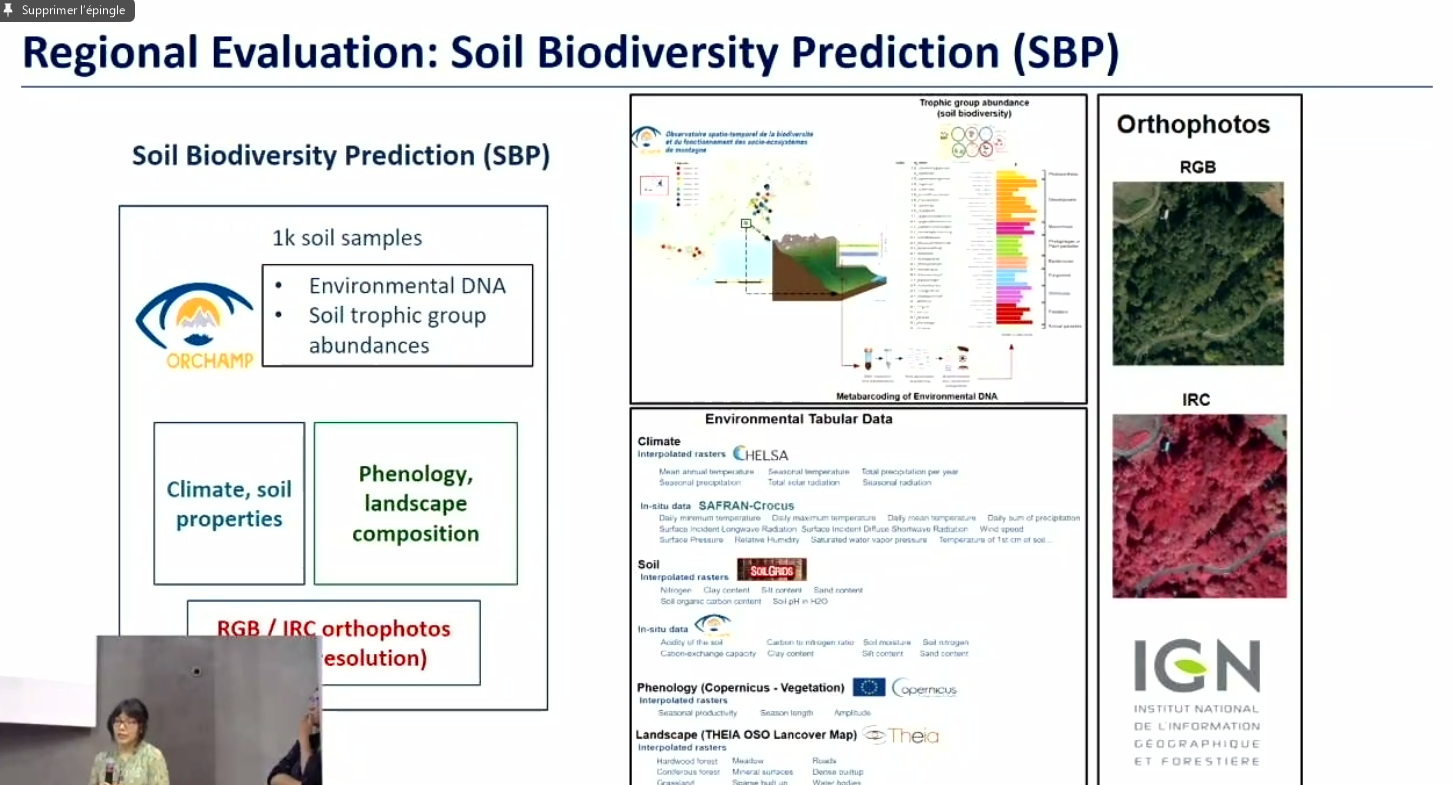 Supprimer l'épingle
Regional Evaluation: Soil Biodiversity Prediction (SBP)
Soil Biodiversity Prediction (SBP)
1k soil samples
• Environmental DNA
• Soil trophic group
abundances
ORCHAMP
Climate, soil
properties
Phenology,
landscape
composition
RGB / IRC orthophotos
esolution)
Trophic group abundance
(soil biodiversity)
Observatoire spatio-temporel de la biodiversité
et du fonctionnement des socio-ecosystèmes
de montagne
Metabarcoding of Environmental DNA
Environmental Tabular Data
Climate
Interpolated rasters CHELSA
Mean annual temperature Seasonal temperature Total precipitation per year
Seasonal precipitation Total solar radiation Seasonal radiation
In-situ data SAFRAN-Crocus
Daily minimum temperature Daily maximum temperature Daily mean temperature Daily sum of precipitation
Surface Incident Longwave Radiation Surface Incident Diffuse Shortwave Radiation Wind speed
Surface Pressure Relative Humidity Saturated water vapor pressure Temperature of 1st cm of soil...
Soil
Interpolated rasters SOILGRIDS
Nitrogen Clay content Silt content Sand content
Soil organic carbon content Soil pH in H2O
In-situ data
Acidity of the soil Carbon to nitrogen ratio Soil moisture Soil nitrogen
Cation-exchange capacity Clay content Silt content Sand content
Phenology (Copernicus - Vegetation) Copernicus
Interpolated rasters
Seasonal productivity Season length Amplitude
Landscape (THEIA OSO Lancover Map) Theia
Interpolated rasters
Hardwood forest Meadow Roads
Coniferous forest Mineral surfaces Dense builtup
Grassland Sparse built up Water bodies
Orthophotos
RGB
IRC
IGN
INSTITUT NATIONAL
DE L'INFORMATION
GÉOGRAPHIQUE
ET FORESTIÈRE